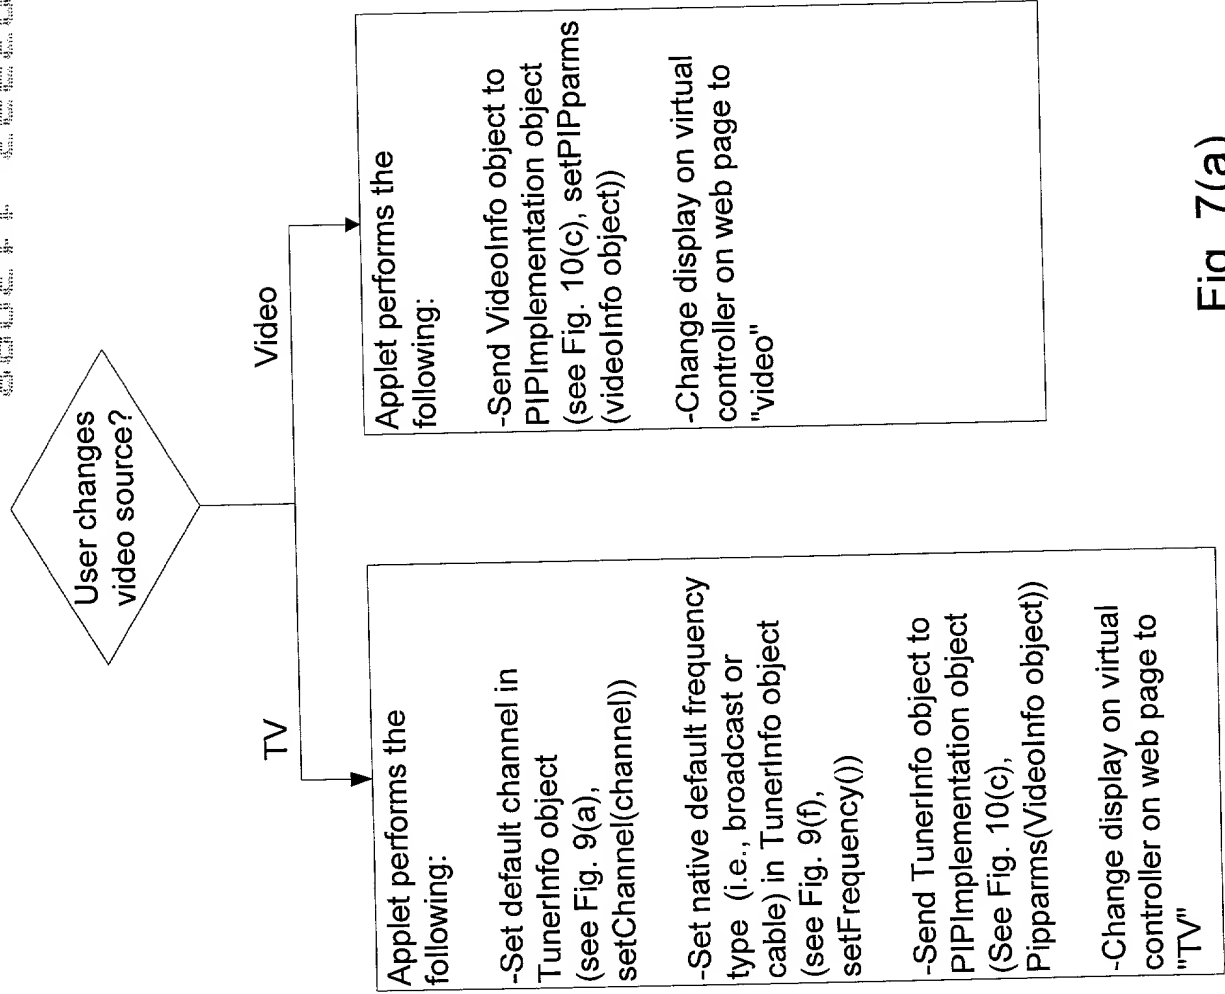 User changes
video source?
TV
Video
Applet performs the
following:
-Set default channel in
TunerInfo object
(see Fig. 9(a),
setChannel(channel))
-Set native default frequency
type (i.e., broadcast or
cable) in TunerInfo object
(see Fig. 9(f),
setFrequency())
-Send TunerInfo object to
PIPImplementation object
(See Fig. 10(c),
Pipparms(VideoInfo object))
-Change display on virtual
controller on web page to
"TV"
Applet performs the
following:
-Send VideoInfo object to
PIPImplementation object
(see Fig. 10(c), setPIPparms
(videoInfo object))
-Change display on virtual
controller on web page to
"video"
Fig 7(a)